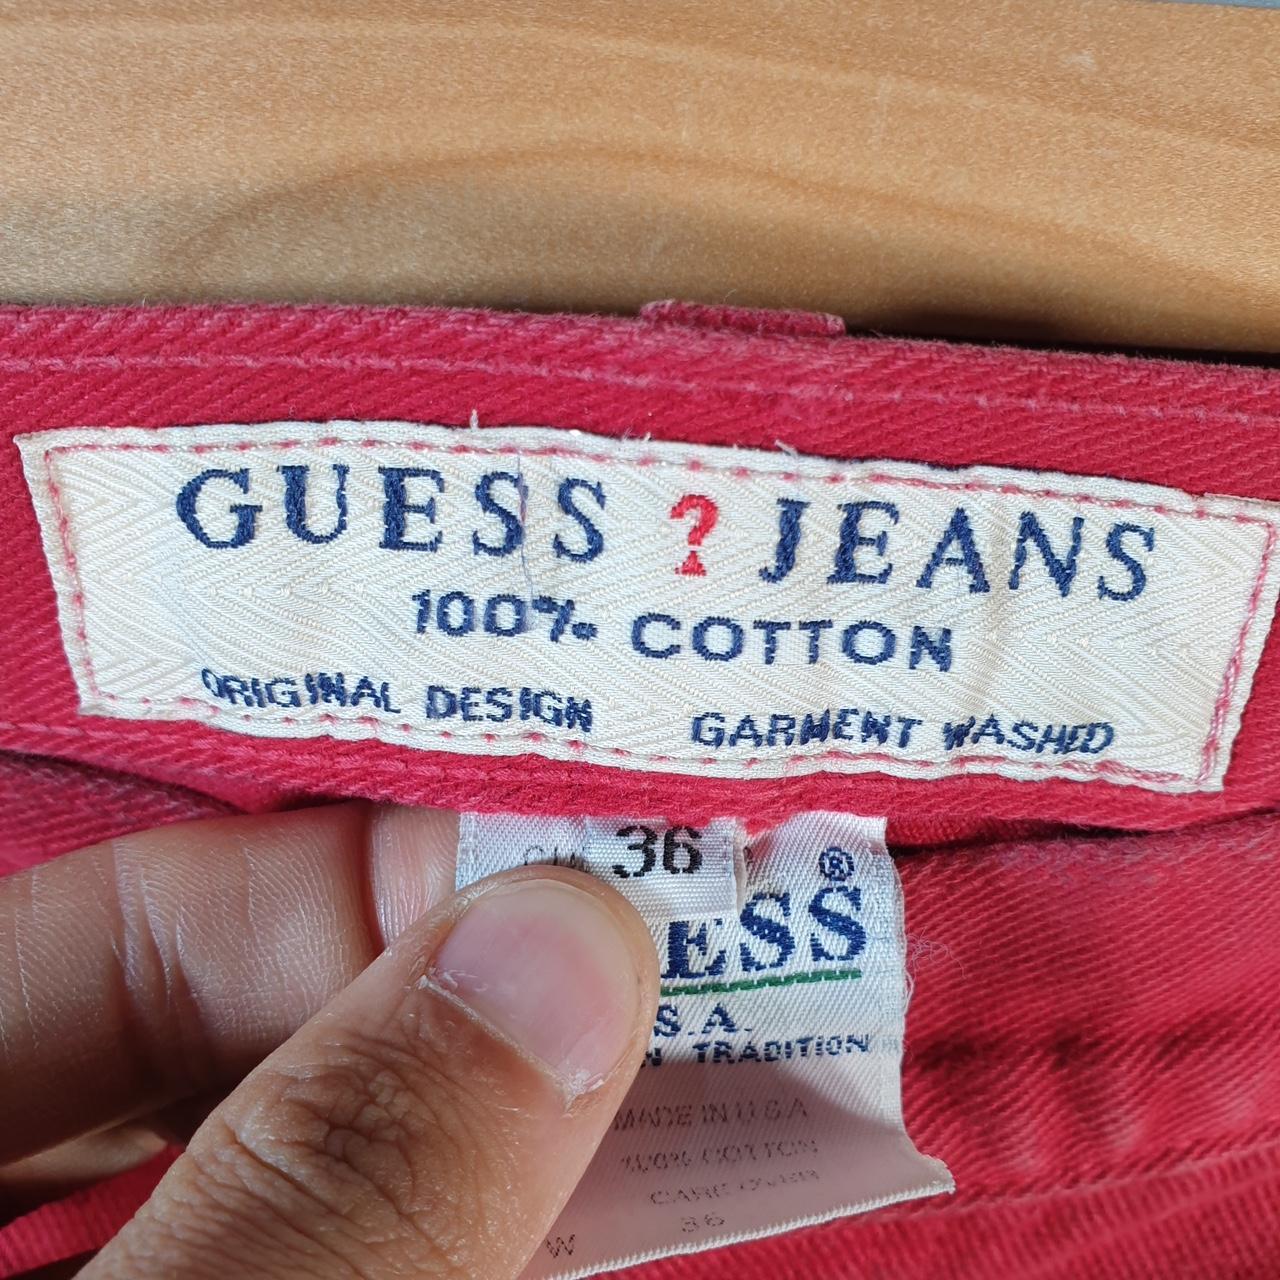 GUESS ? JEANS
100% COTTON
ORIGINAL DESIGN GARMENT WASHED
36
®
ESS
S.A.
N TRADITION
MADE IN U.S.A
100% COTTON
CARE OVER
W 36